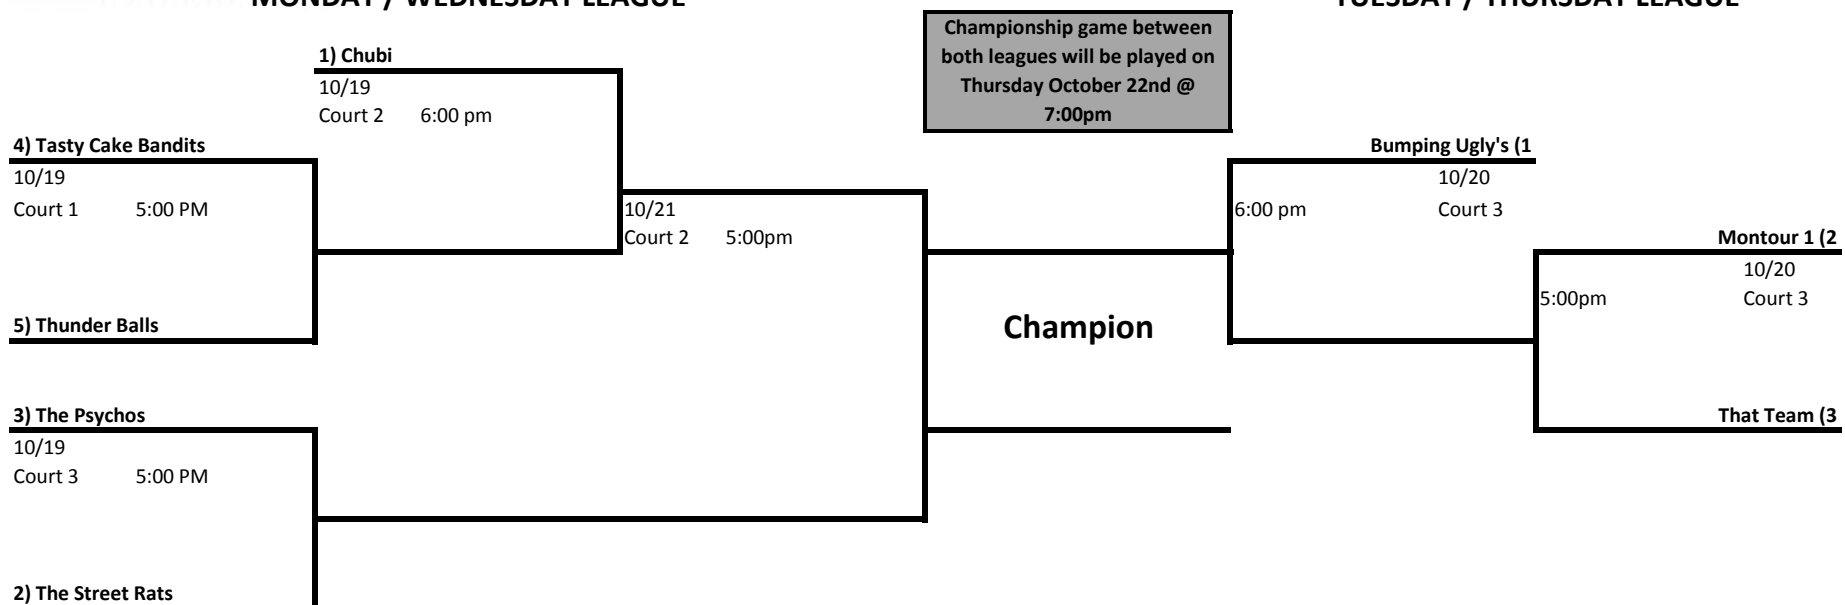 MONDAY / WEDNESDAY LEAGUE
TUESDAY / THURSDAY LEAGUE
Championship game between
both leagues will be played on
Thursday October 22nd @
7:00pm
1) Chubi
10/19
Court 2 6:00 pm
4) Tasty Cake Bandits
10/19
Court 1 5:00 PM
5) Thunder Balls
10/21
Court 2 5:00pm
3) The Psychos
10/19
Court 3 5:00 PM
2) The Street Rats
Champion
Bumping Ugly's (1
10/20
6:00 pm Court 3
Montour 1 (2
10/20
5:00pm Court 3
That Team (3